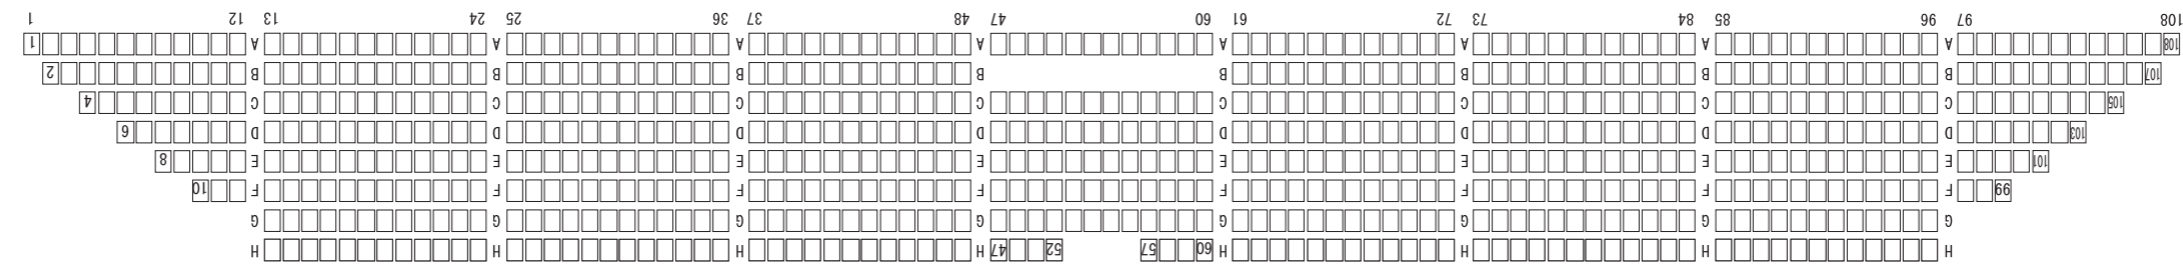 1 12 13 24 25 36 37 48 47 60 61 72 73 84 85 96 97 108
1 A A A A A A A A 108
2 B B B B B B B B 107
4 C C C C C C C C 105
6 D D D D D D D D 103
8 E E E E E E E E 101
10 F F F F F F F F 99
G G G G G G G G
H H H H 47 52 57 60 H H H H